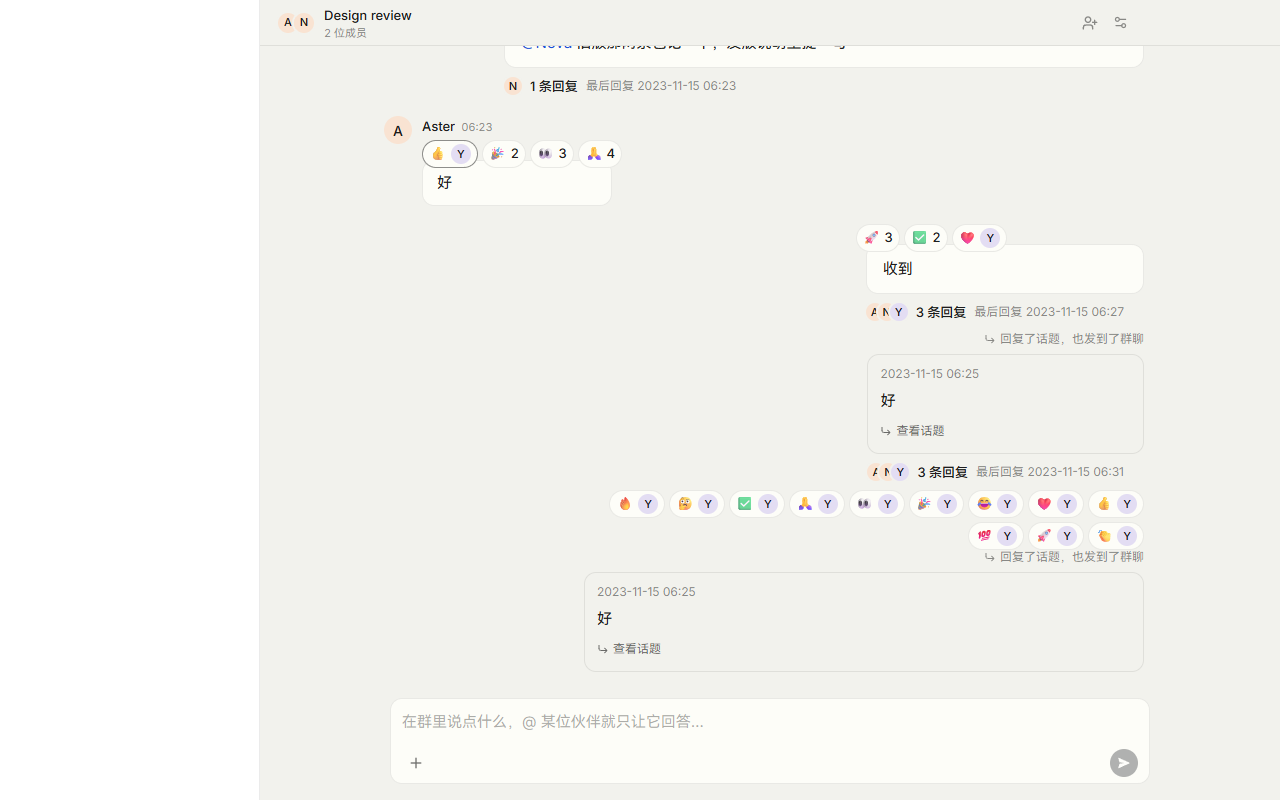 A N Design review
2 位成员
N 1 条回复 最后回复 2023-11-15 06:23
A Aster 06:23
Y 2 3 4
好
3 2 Y
收到
A N Y 3 条回复 最后回复 2023-11-15 06:27
回复了话题，也发到了群聊
2023-11-15 06:25
好
查看话题
A N Y 3 条回复 最后回复 2023-11-15 06:31
Y Y Y Y Y Y Y Y Y
100 Y Y Y
回复了话题，也发到了群聊
2023-11-15 06:25
好
查看话题
在群里说点什么，@ 某位伙伴就只让它回答...